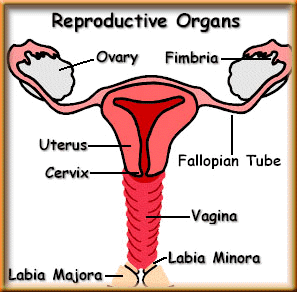 Reproductive Organs
Ovary
Fimbria
Uterus
Fallopian Tube
Cervix
Vagina
Labia Minora
Labia Majora